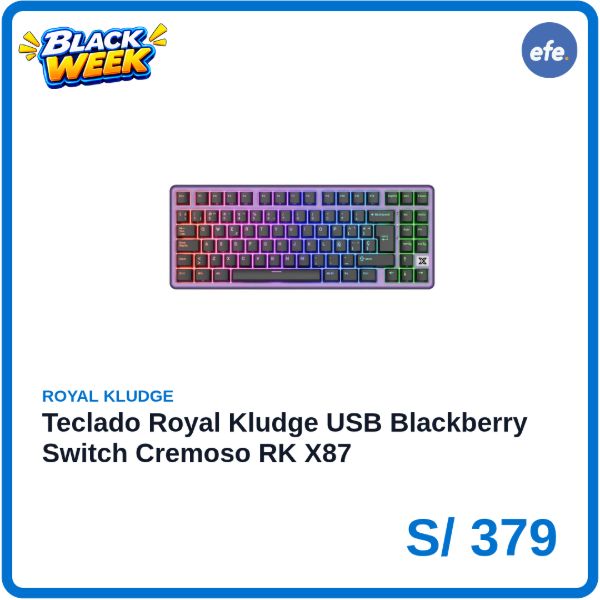 BLACK
WEEK
efe.
ROYAL KLUDGE
Teclado Royal Kludge USB Blackberry
Switch Cremoso RK X87
S/ 379